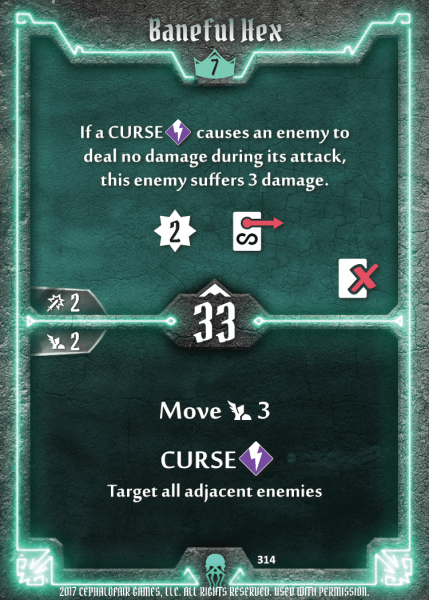 Baneful Hex
7
If a CURSE causes an enemy to
deal no damage during its attack,
this enemy suffers 3 damage.
2
2
33
2
Move 3
CURSE
Target all adjacent enemies
314
2017 CEPHALOFAIR GAMES, LLC. ALL RIGHTS RESERVED. USED WITH PERMISSION.